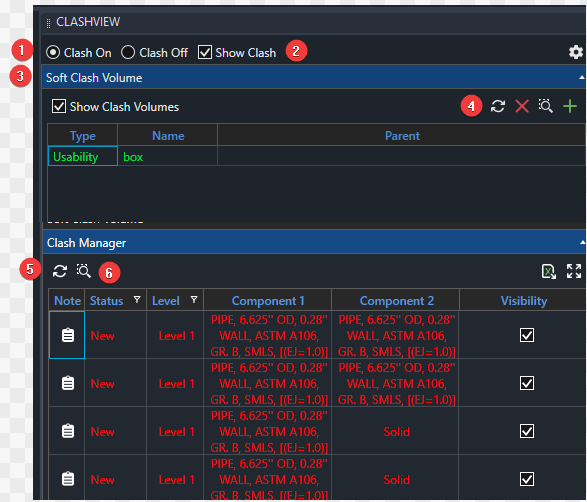 CLASHVIEW
1 Clash On Clash Off Show Clash 2
3 Soft Clash Volume
Show Clash Volumes 4
Type Name Parent
Usability box
Soft Clash Volume
Clash Manager
5 6
Note Status Level Component 1 Component 2 Visibility
PIPE, 6.625" OD, 0.28" PIPE, 6.625" OD, 0.28"
New Level 1 WALL, ASTM A106, WALL, ASTM A106,
GR. B, SMLS, [(EJ=1.0)] GR. B, SMLS, [(EJ=1.0)]
PIPE, 6.625" OD, 0.28" PIPE, 6.625" OD, 0.28"
New Level 1 WALL, ASTM A106, WALL, ASTM A106,
GR. B, SMLS, [(EJ=1.0)] GR. B, SMLS, [(EJ=1.0)]
PIPE, 6.625" OD, 0.28"
New Level 1 WALL, ASTM A106, Solid
GR. B, SMLS, [(EJ=1.0)]
PIPE, 6.625" OD, 0.28"
New Level 1 WALL, ASTM A106, Solid
GR. B, SMLS, [(EJ=1.0)]